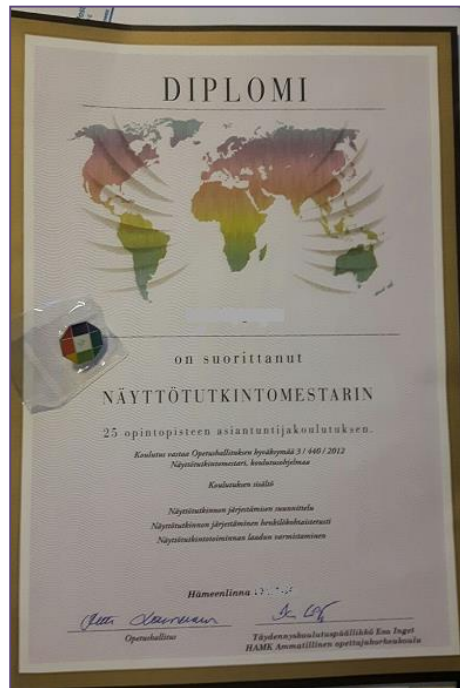 DIPLOMI
on suorittanut
NÄYTTÖTUTKINTOMESTARIN
25 opintopisteen asiantuntijakoulutuksen.
Koulutus vastaa Opetushallituksen hyväksymää 3 / 440 / 2012
Näyttötutkintomestari, koulutusohjelmaa
Koulutuksen sisältö
Näyttötutkinnon järjestämisen suunnittelu
Näyttötutkinnon järjestäminen henkilökohtaistetusti
Näyttötutkintotoiminnan laadun varmistaminen
Hämeenlinna
Opetushallitus
Täydennyskoulutuspäällikkö Esa Inget
HAMK Ammatillinen opettajakorkeakoulu